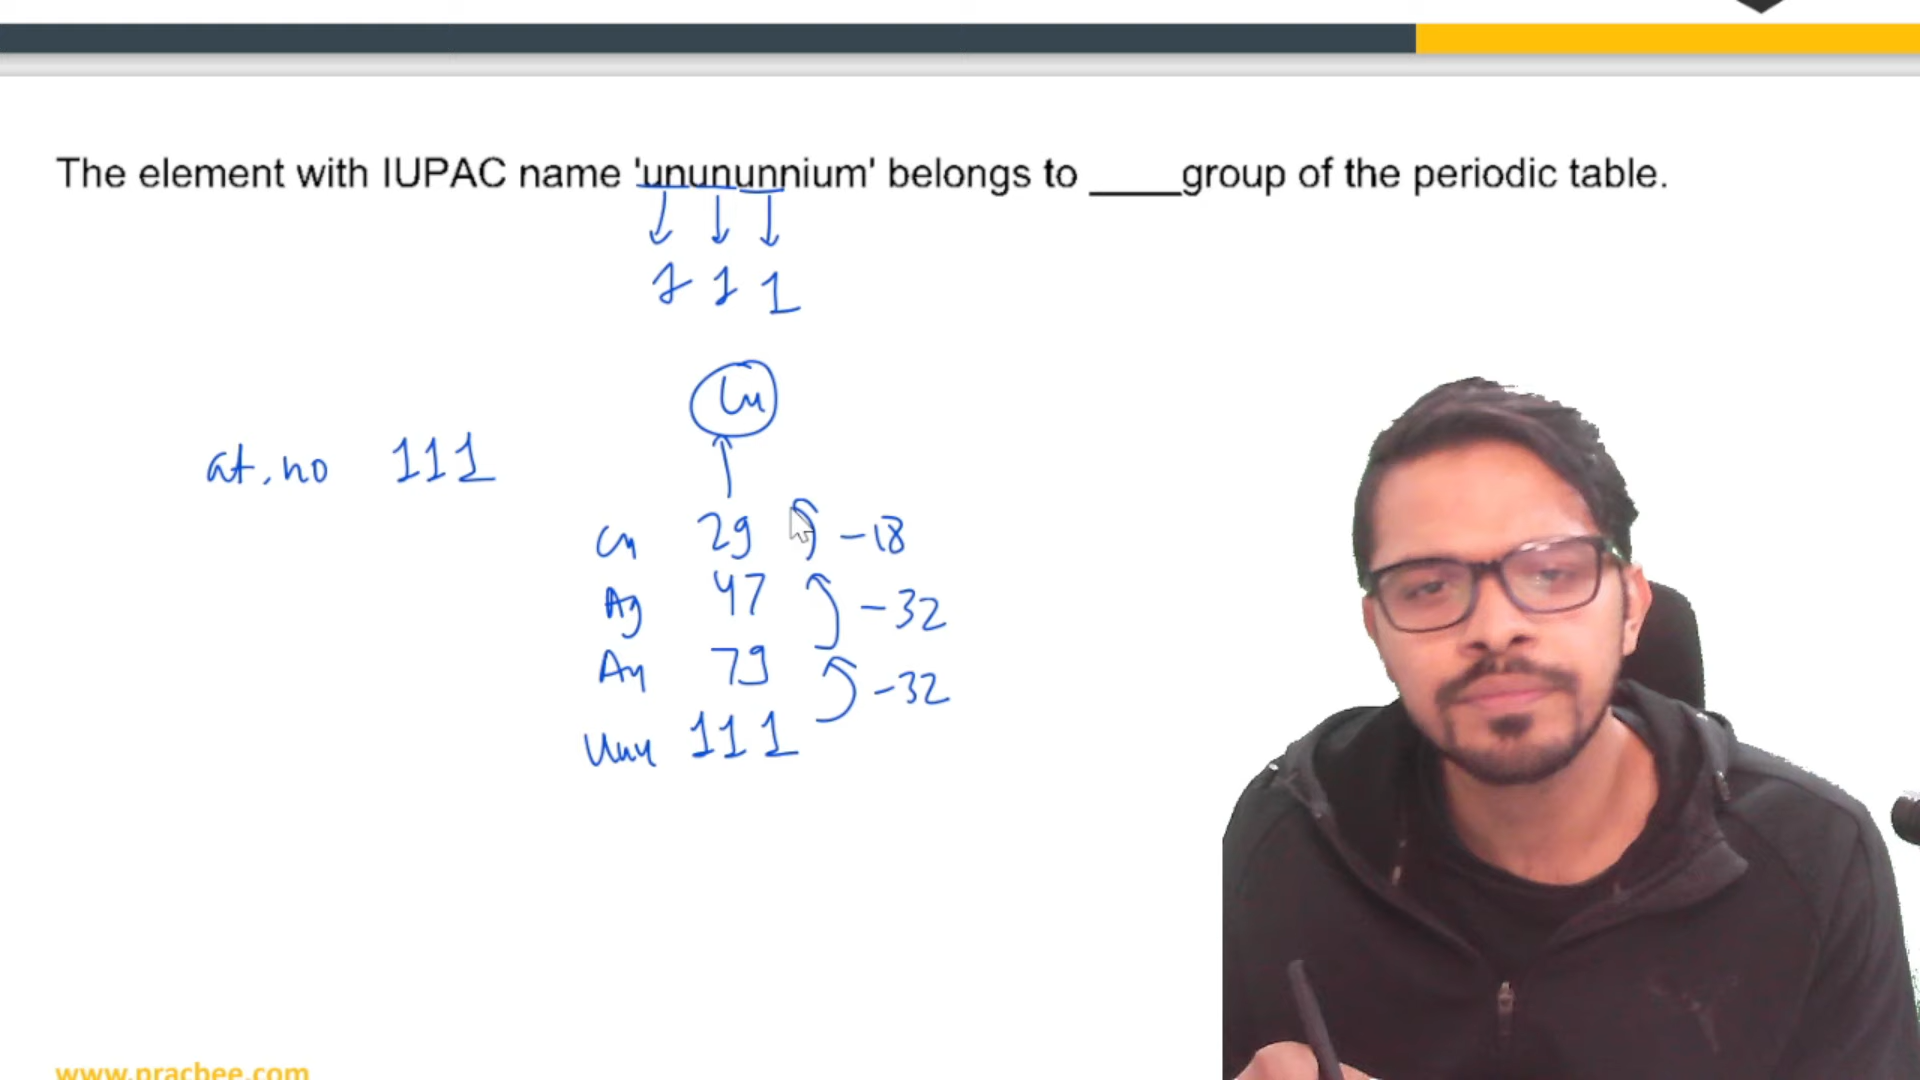 The element with IUPAC name 'unununnium' belongs to ____group of the periodic table.
1 1 1
Cu
at. no 111
Cu 29 -18
Ag 47 -32
Au 79 -32
Uuu 111
www.pracbee.com